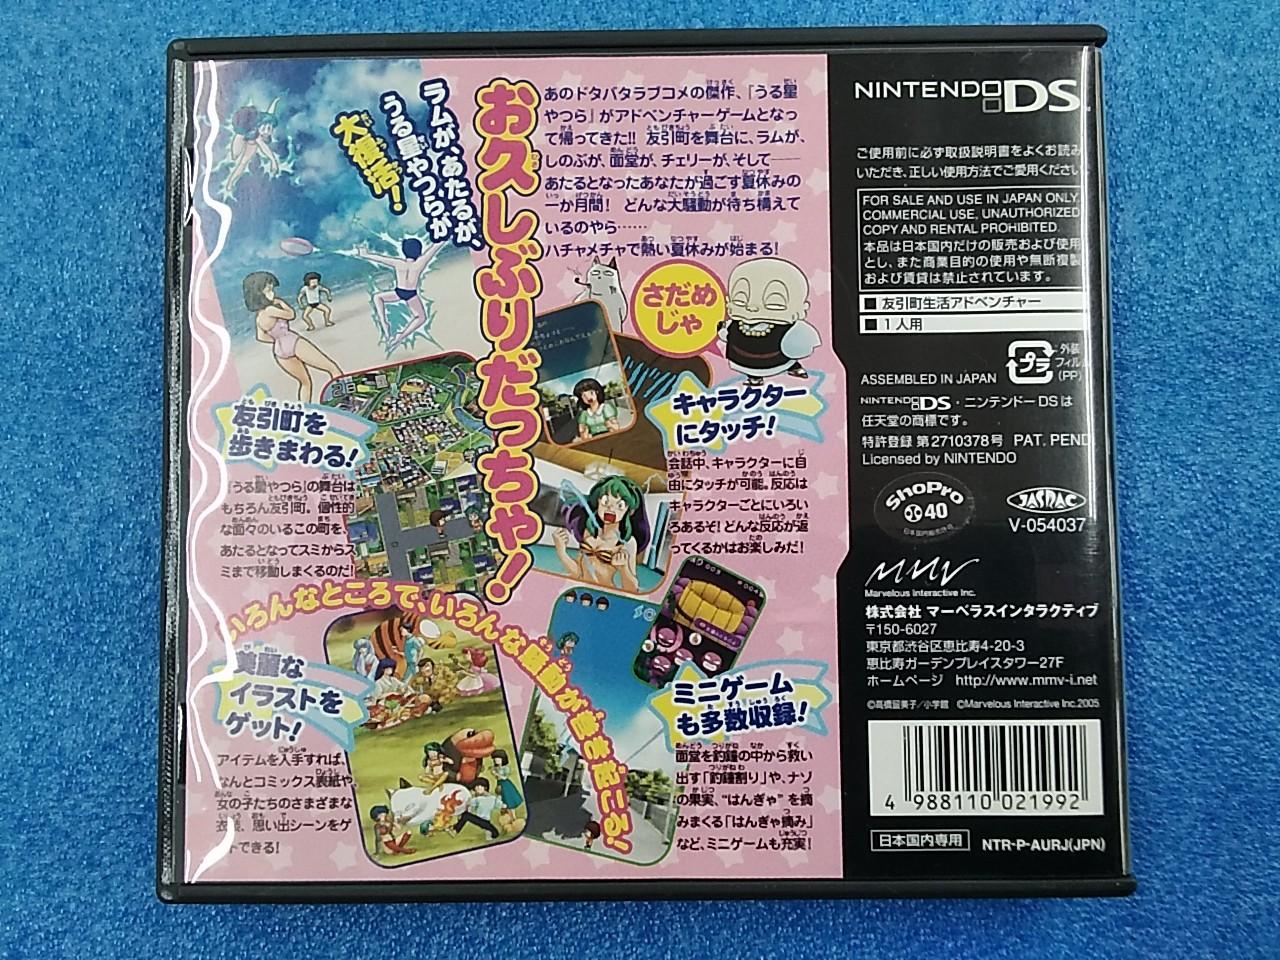 ラムが、あたるが、
うる星やつらが
大復活!
お久しぶりだっちゃ!
あのドタバタラブコメの傑作、『うる星
やつら』がアドベンチャーゲームとなっ
て帰ってきた!! 友引町を舞台に、ラムが、
しのぶが、面堂が、チェリーが、そして――
あたるとなったあなたが過ごす夏休みの
一か月間! どんな大騒動が待ち構えて
いるのやら……
ハチャメチャで熱い夏休みが始まる!
さだめ
じゃ
友引町を
歩きまわる!
『うる星やつら』の舞台は
もちろん友引町。個性的
な面々のいるこの町を、
あたるとなってスミからス
ミまで移動しまくるのだ!
キャラクター
にタッチ!
会話中、キャラクターに自
由にタッチが可能。反応は
キャラクターごとにいろい
ろあるぞ! どんな反応が返
ってくるかはお楽しみだ!
いろんなところで、いろんな騒動がまき起こる!
美麗な
イラストを
ゲット!
アイテムを入手すれば、
なんとコミックス表紙や、
女の子たちのさまざまな
衣装、思い出シーンをゲ
ットできる!
ミニゲーム
も多数収録!
面堂を釣鐘の中から救い
出す「釣鐘割り」や、ナゾ
の果実、“はんぎゃ”を摘
みまくる「はんぎゃ摘み」
など、ミニゲームも充実!
NINTENDO DS
ご使用前に必ず取扱説明書をよくお読み
いただき、正しい使用方法でご愛用ください
FOR SALE AND USE IN JAPAN ONLY.
COMMERCIAL USE, UNAUTHORIZED
COPY AND RENTAL PROHIBITED.
本品は日本国内だけの販売および使用
とし、また商業目的の使用や無断複製
および賃貸は禁止されています。
■ 友引町生活アドベンチャー
■ 1人用
ASSEMBLED IN JAPAN
プラ
外装
フィル
(PP)
NINTENDO DS・ニンテンドーDSは
任天堂の商標です。
特許登録 第2710378号 PAT. PEND
Licensed by NINTENDO
ShoPro
40
JASPAC
V-054037
MMV
Marvelous Interactive Inc.
株式会社 マーベラスインタラクティブ
〒150-6027
東京都渋谷区恵比寿4-20-3
恵比寿ガーデンプレイスタワー27F
ホームページ http://www.mmv-i.net
©高橋留美子/小学館 ©Marvelous Interactive Inc.2005
4 988110 021992
日本国内専用
NTR-P-AURJ(JPN)